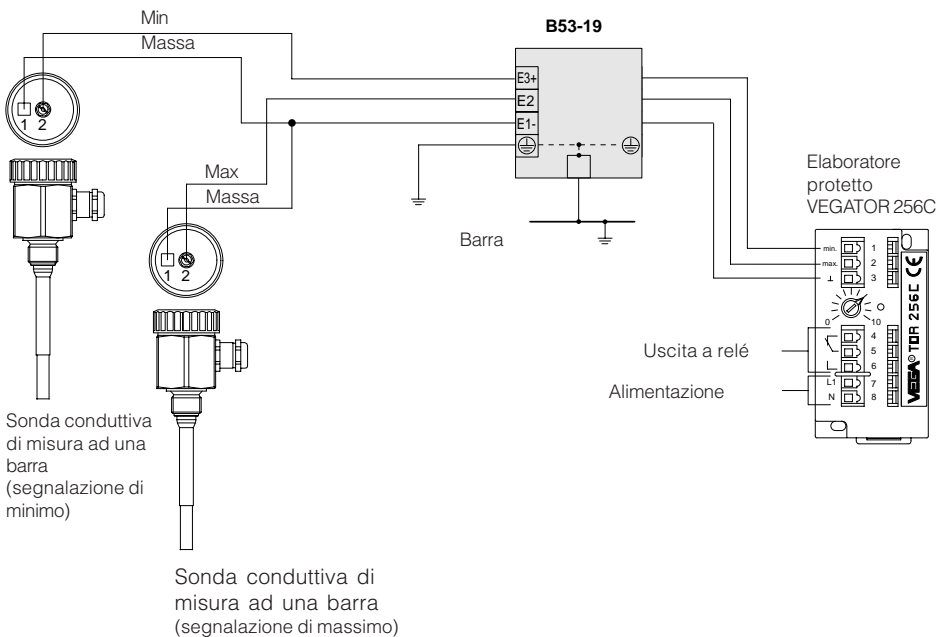 Min
B53-19
Massa
E3+
E2
E1-
1 2
Max
Massa
1 2
Barra
Elaboratore
protetto
VEGATOR 256C
min. 1
max. 2
⊥ 3
0 10
4
5
6
L1 7
N 8
VEGA® TOR 256C CE
Uscita a relé
Alimentazione
Sonda conduttiva
di misura ad una
barra
(segnalazione di
minimo)
Sonda conduttiva di
misura ad una barra
(segnalazione di massimo)